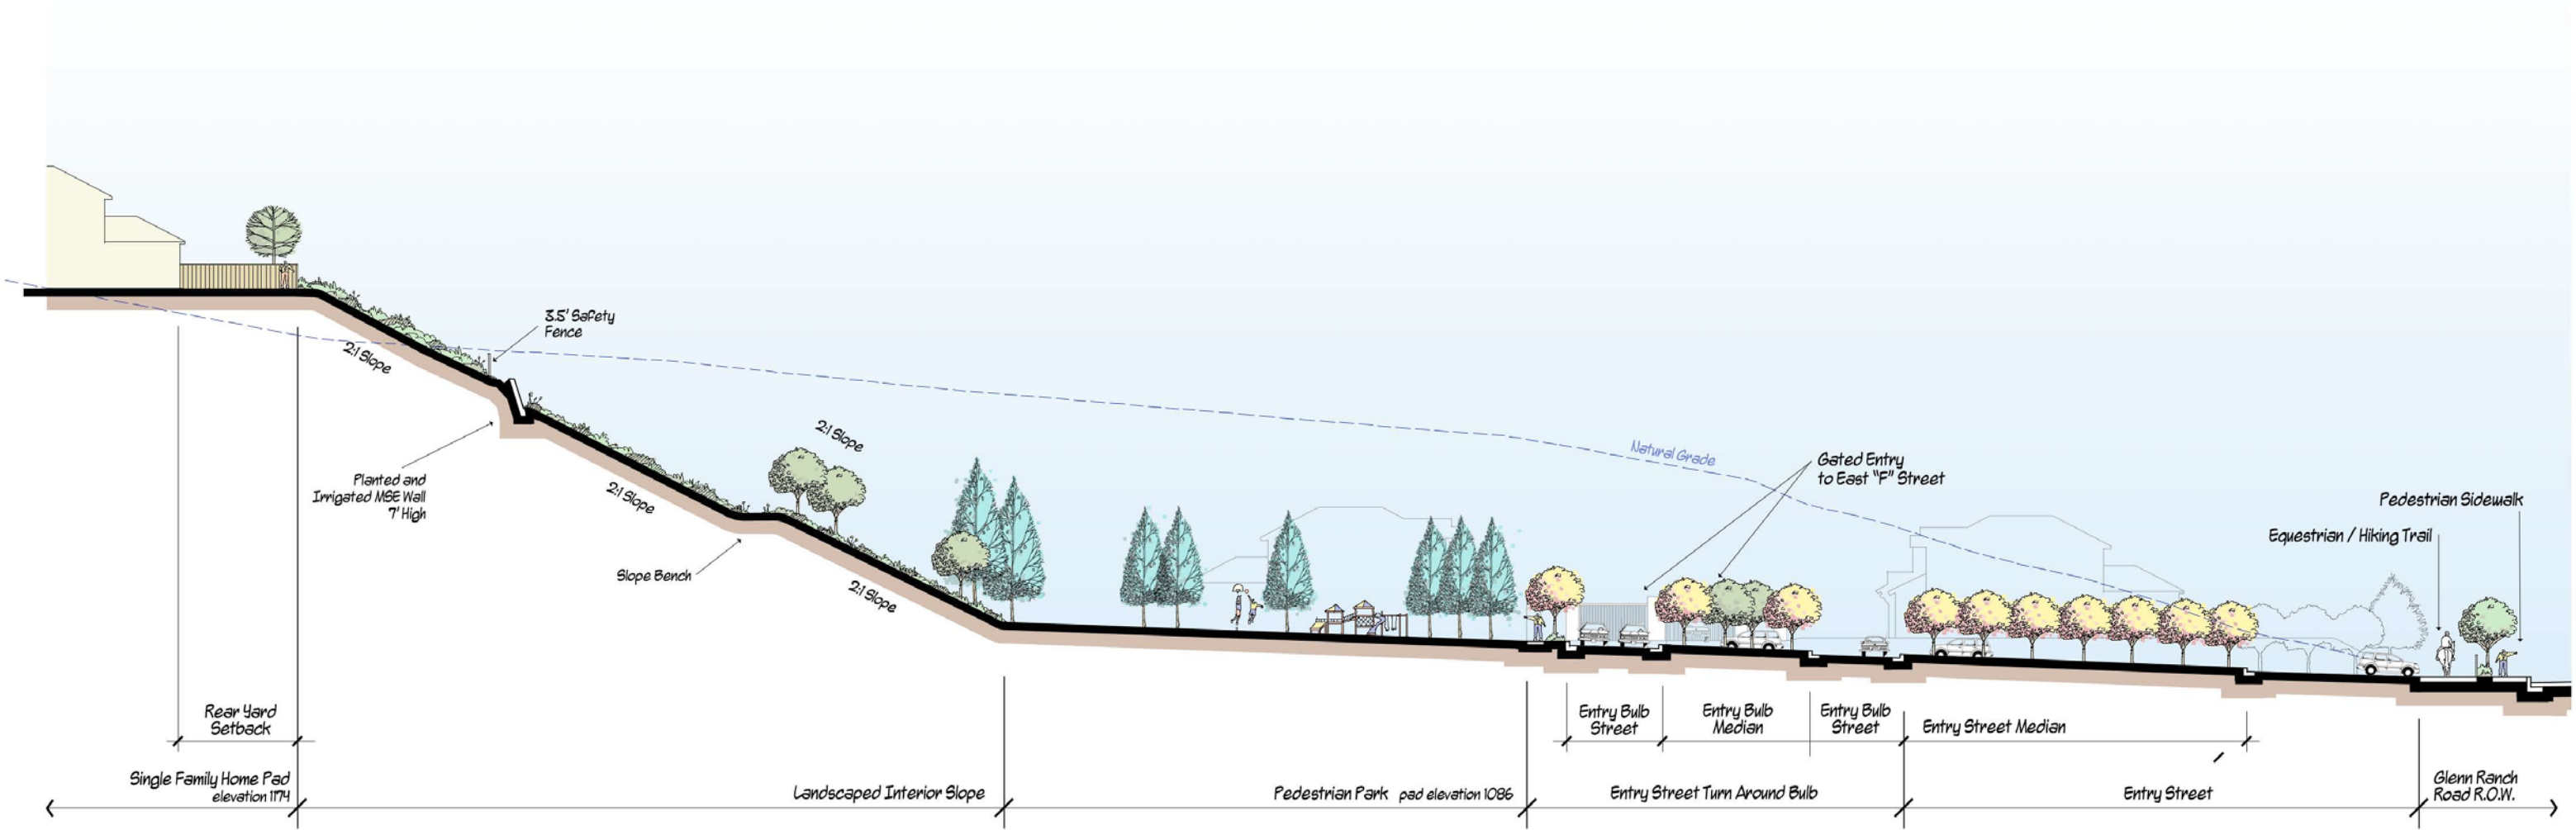 3.5' Safety
Fence
2:1 Slope
Planted and
Irrigated MSE Wall
7' High
2:1 Slope
2:1 Slope
Slope Bench
2:1 Slope
Natural Grade
Gated Entry
to East "F" Street
Pedestrian Sidewalk
Equestrian / Hiking Trail
Rear Yard
Setback
Entry Bulb
Street
Entry Bulb
Median
Entry Bulb
Street
Entry Street Median
Single Family Home Pad
elevation 1174
Landscaped Interior Slope
Pedestrian Park pad elevation 1086
Entry Street Turn Around Bulb
Entry Street
Glenn Ranch
Road R.O.W.